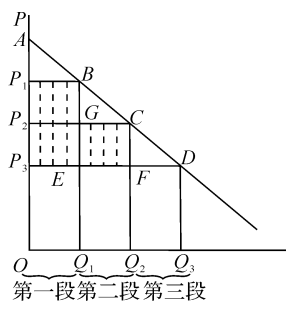 P
A
P₁ B
P₂ G C
P₃ E F D
O Q₁ Q₂ Q₃
第一段 第二段 第三段